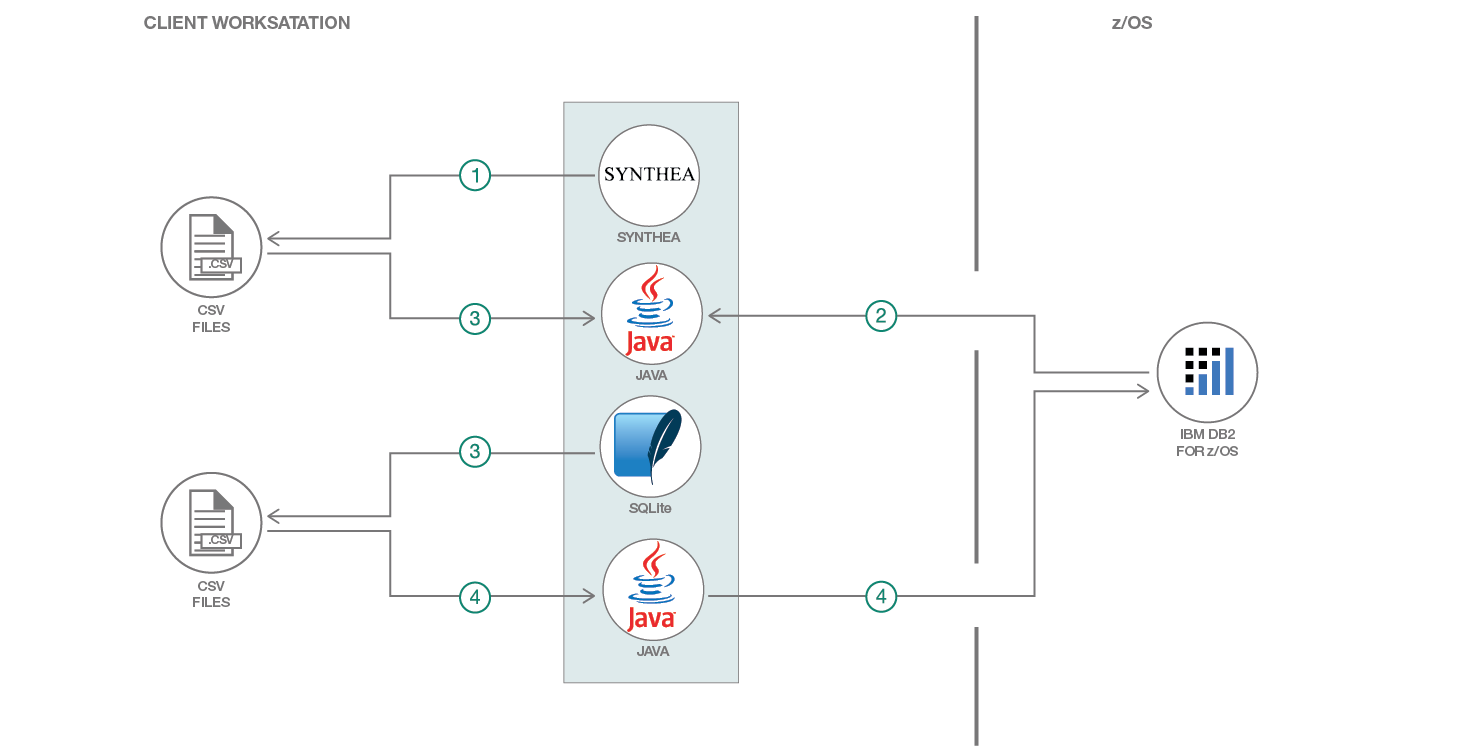 CLIENT WORKSATATION
z/OS
SYNTHEA
1
SYNTHEA
.CSV
CSV
FILES
3
Java
JAVA
2
IBM DB2
FOR z/OS
3
SQLite
.CSV
CSV
FILES
4
Java
JAVA
4